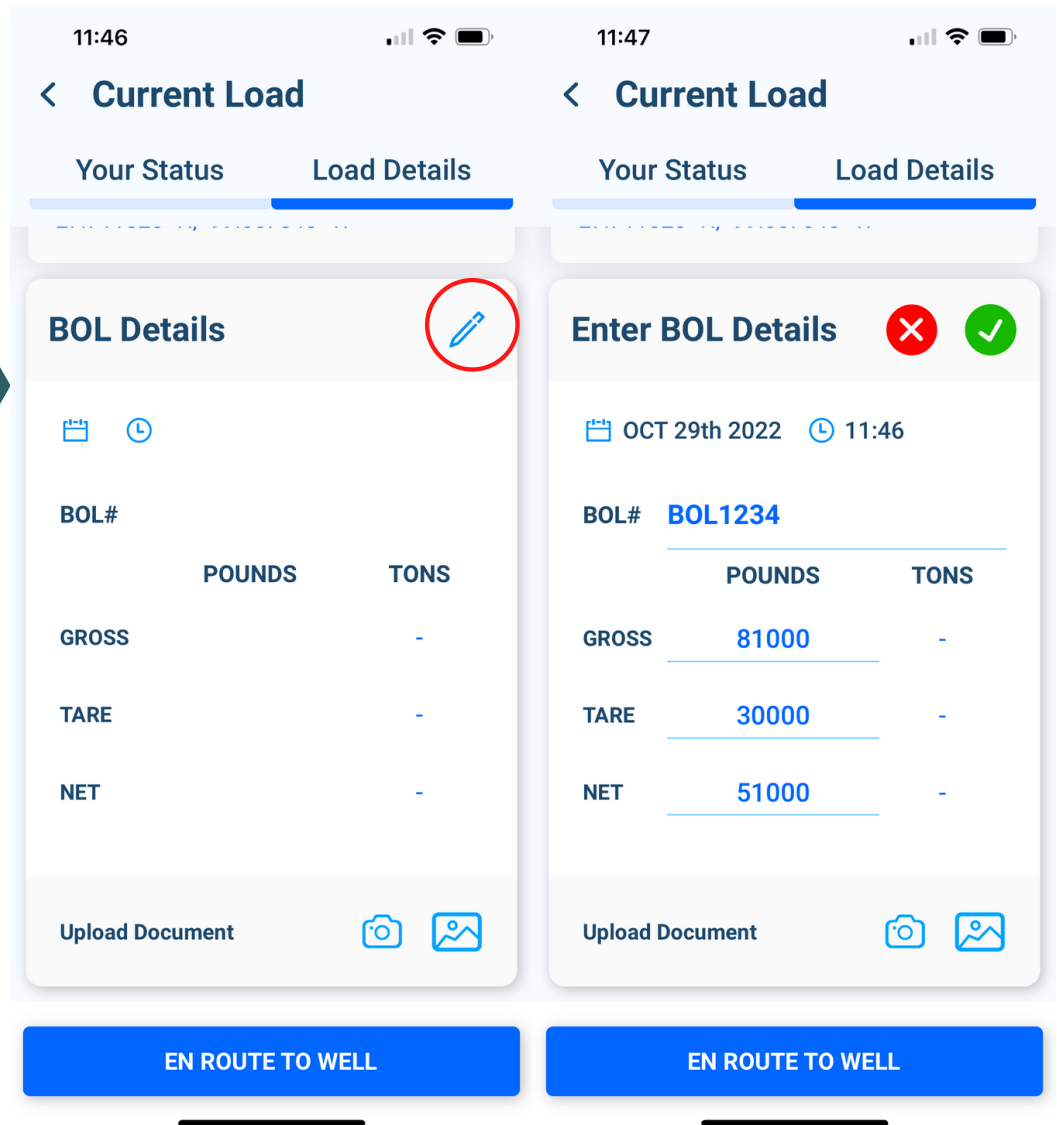 11:46
Current Load
Your Status Load Details
BOL Details
BOL#
POUNDS TONS
GROSS -
TARE -
NET -
Upload Document
EN ROUTE TO WELL
11:47
Current Load
Your Status Load Details
Enter BOL Details
OCT 29th 2022 11:46
BOL# BOL1234
POUNDS TONS
GROSS 81000 -
TARE 30000 -
NET 51000 -
Upload Document
EN ROUTE TO WELL